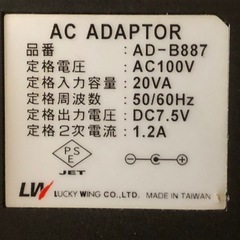 AC ADAPTOR
品番 : AD-B887
定格電圧 : AC100V
定格入力容量 : 20VA
定格周波数 : 50/60Hz
定格出力電圧 : DC7.5V
定格2次電流 : 1.2A
PSE
JET
LW LUCKY WING CO.,LTD. MADE IN TAIWAN